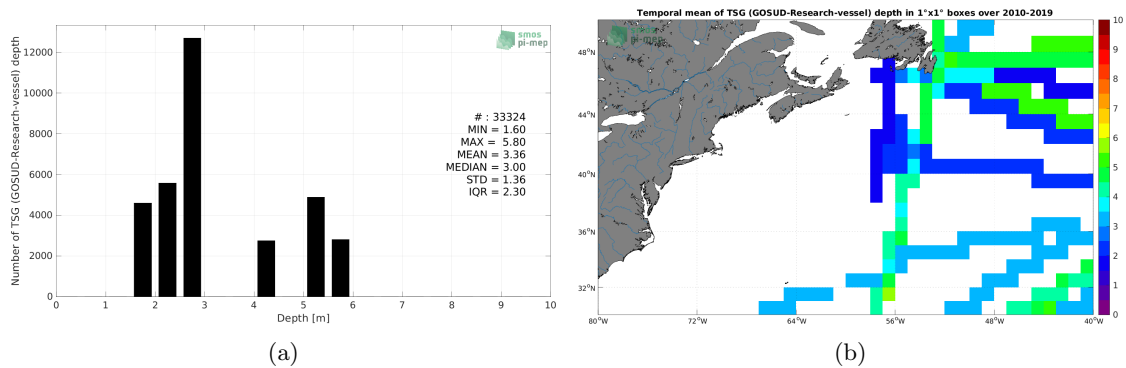 Number of TSG (GOSUD-Research-vessel) depth
12000
10000
8000
6000
4000
2000
0
0 1 2 3 4 5 6 7 8 9 10
Depth [m]
smos
pi-mep
# : 33324
MIN = 1.60
MAX = 5.80
MEAN = 3.36
MEDIAN = 3.00
STD = 1.36
IQR = 2.30
(a)
Temporal mean of TSG (GOSUD-Research-vessel) depth in 1°x1° boxes over 2010-2019
smos
pi-mep
48°N
44°N
40°N
36°N
32°N
80°W 72°W 64°W 56°W 48°W 40°W
10
9
8
7
6
5
4
3
2
1
0
(b)